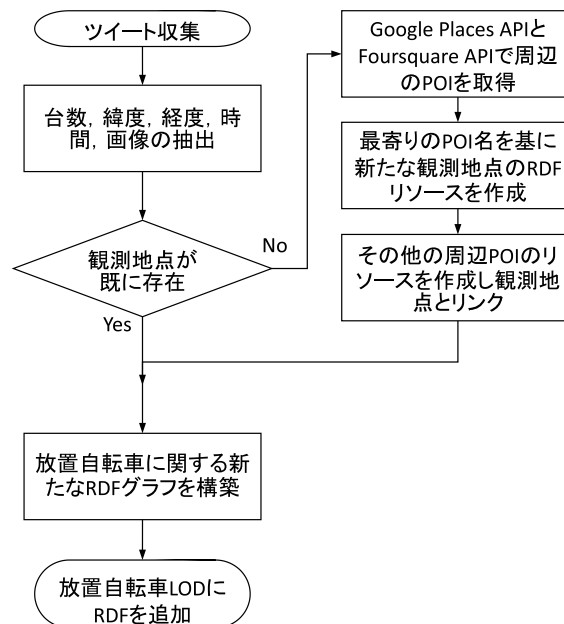 ツイート収集
台数, 緯度, 経度, 時
間, 画像の抽出
観測地点が
既に存在
No
Yes
Google Places APIと
Foursquare APIで周辺
のPOIを取得
最寄りのPOI名を基に
新たな観測地点のRDF
リソースを作成
その他の周辺POIのリ
ソースを作成し観測地
点とリンク
放置自転車に関する新
たなRDFグラフを構築
放置自転車LODに
RDFを追加